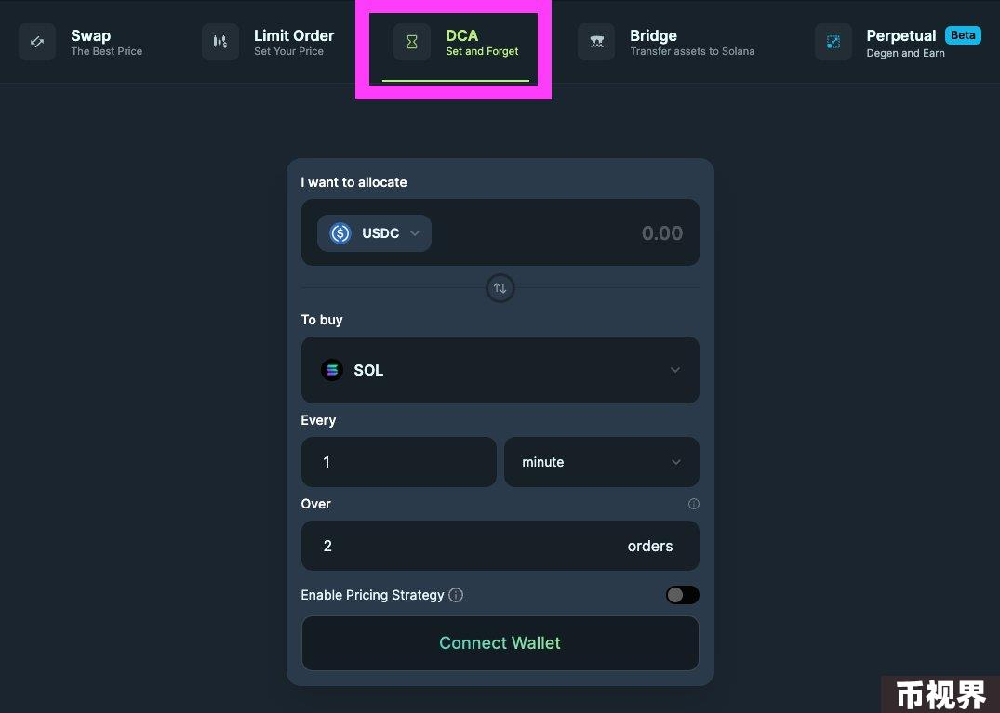 Swap
The Best Price
Limit Order
Set Your Price
DCA
Set and Forget
Bridge
Transfer assets to Solana
Perpetual Beta
Degen and Earn
I want to allocate
USDC 0.00
To buy
SOL
Every
1 minute
Over
2 orders
Enable Pricing Strategy
Connect Wallet
币视界